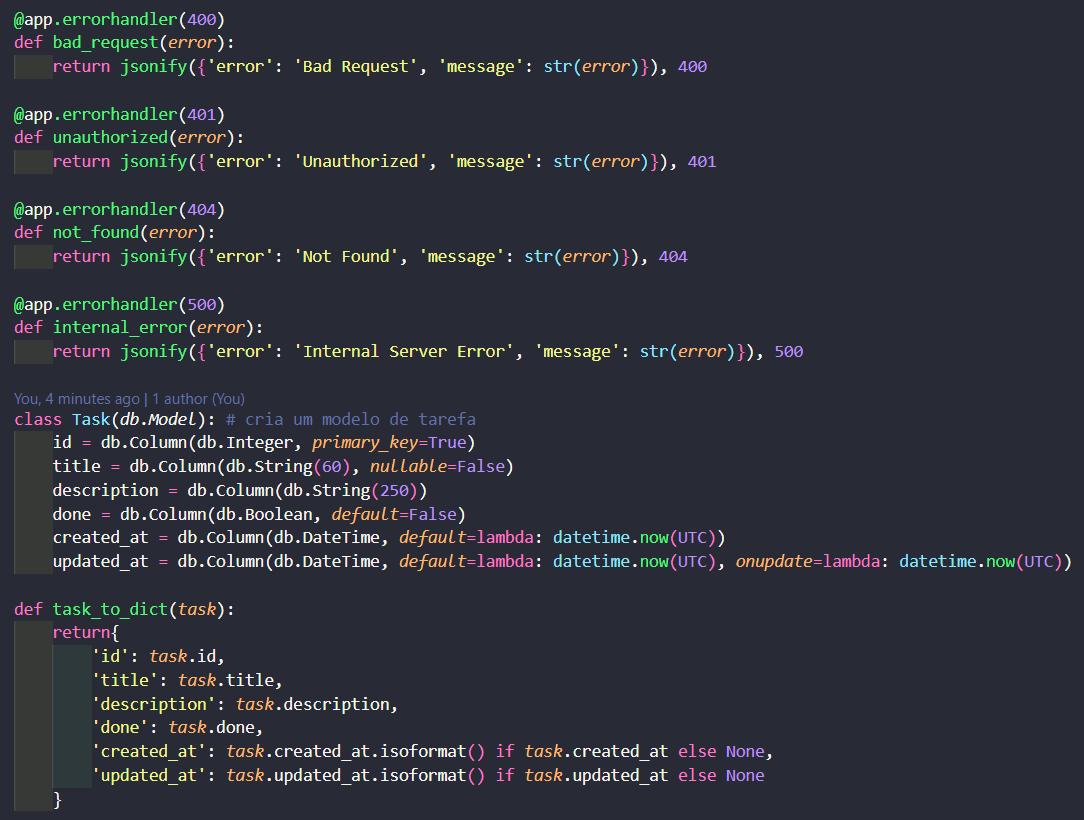 @app.errorhandler(400)
def bad_request(error):
    return jsonify({'error': 'Bad Request', 'message': str(error)}), 400

@app.errorhandler(401)
def unauthorized(error):
    return jsonify({'error': 'Unauthorized', 'message': str(error)}), 401

@app.errorhandler(404)
def not_found(error):
    return jsonify({'error': 'Not Found', 'message': str(error)}), 404

@app.errorhandler(500)
def internal_error(error):
    return jsonify({'error': 'Internal Server Error', 'message': str(error)}), 500

You, 4 minutes ago | 1 author (You)
class Task(db.Model): # cria um modelo de tarefa
    id = db.Column(db.Integer, primary_key=True)
    title = db.Column(db.String(60), nullable=False)
    description = db.Column(db.String(250))
    done = db.Column(db.Boolean, default=False)
    created_at = db.Column(db.DateTime, default=lambda: datetime.now(UTC))
    updated_at = db.Column(db.DateTime, default=lambda: datetime.now(UTC), onupdate=lambda: datetime.now(UTC))

def task_to_dict(task):
    return{
        'id': task.id,
        'title': task.title,
        'description': task.description,
        'done': task.done,
        'created_at': task.created_at.isoformat() if task.created_at else None,
        'updated_at': task.updated_at.isoformat() if task.updated_at else None
    }